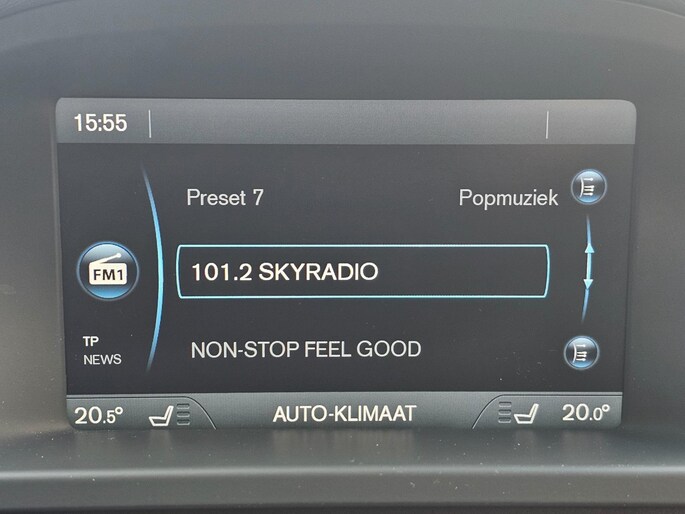 15:55
Preset 7 Popmuziek
FM1
101.2 SKYRADIO
TP
NEWS
NON-STOP FEEL GOOD
20.5° AUTO-KLIMAAT 20.0°